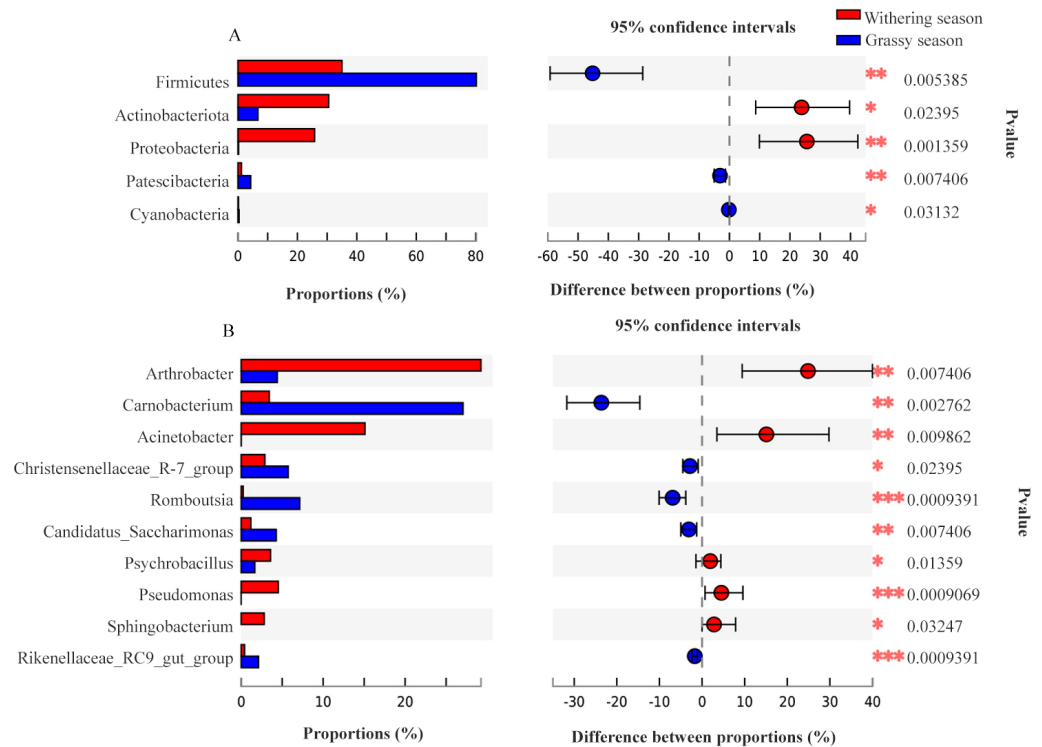 Withering season
Grassy season
A
95% confidence intervals
Firmicutes
** 0.005385
Actinobacteriota
* 0.02395
Proteobacteria
** 0.001359
Patescibacteria
** 0.007406
Cyanobacteria
* 0.03132
Pvalue
0 20 40 60 80
-60 -50 -40 -30 -20 -10 0 10 20 30 40
Proportions (%)
Difference between proportions (%)
B
95% confidence intervals
Arthrobacter
** 0.007406
Carnobacterium
** 0.002762
Acinetobacter
** 0.009862
Christensenellaceae_R-7_group
* 0.02395
Romboutsia
*** 0.0009391
Candidatus_Saccharimonas
** 0.007406
Psychrobacillus
* 0.01359
Pseudomonas
*** 0.0009069
Sphingobacterium
* 0.03247
Rikenellaceae_RC9_gut_group
*** 0.0009391
Pvalue
0 10 20
-30 -20 -10 0 10 20 30 40
Proportions (%)
Difference between proportions (%)